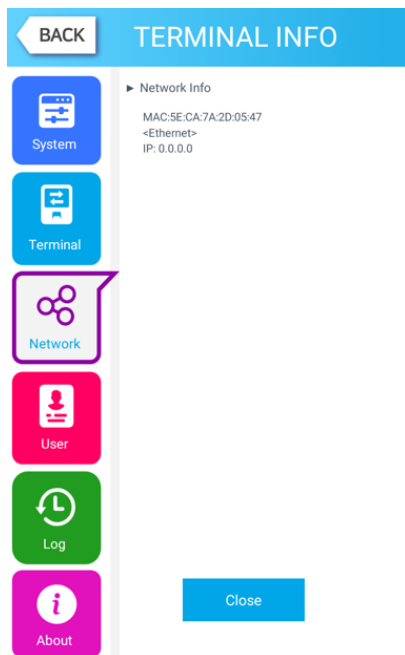 BACK
TERMINAL INFO
System
Terminal
Network
User
Log
About
► Network Info
MAC:5E:CA:7A:2D:05:47
<Ethernet>
IP: 0.0.0.0
Close